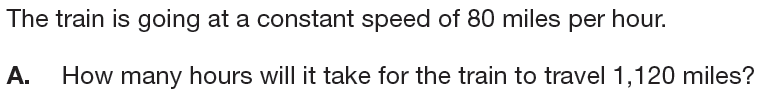 The train is going at a constant speed of 80 miles per hour.
A. How many hours will it take for the train to travel 1,120 miles?